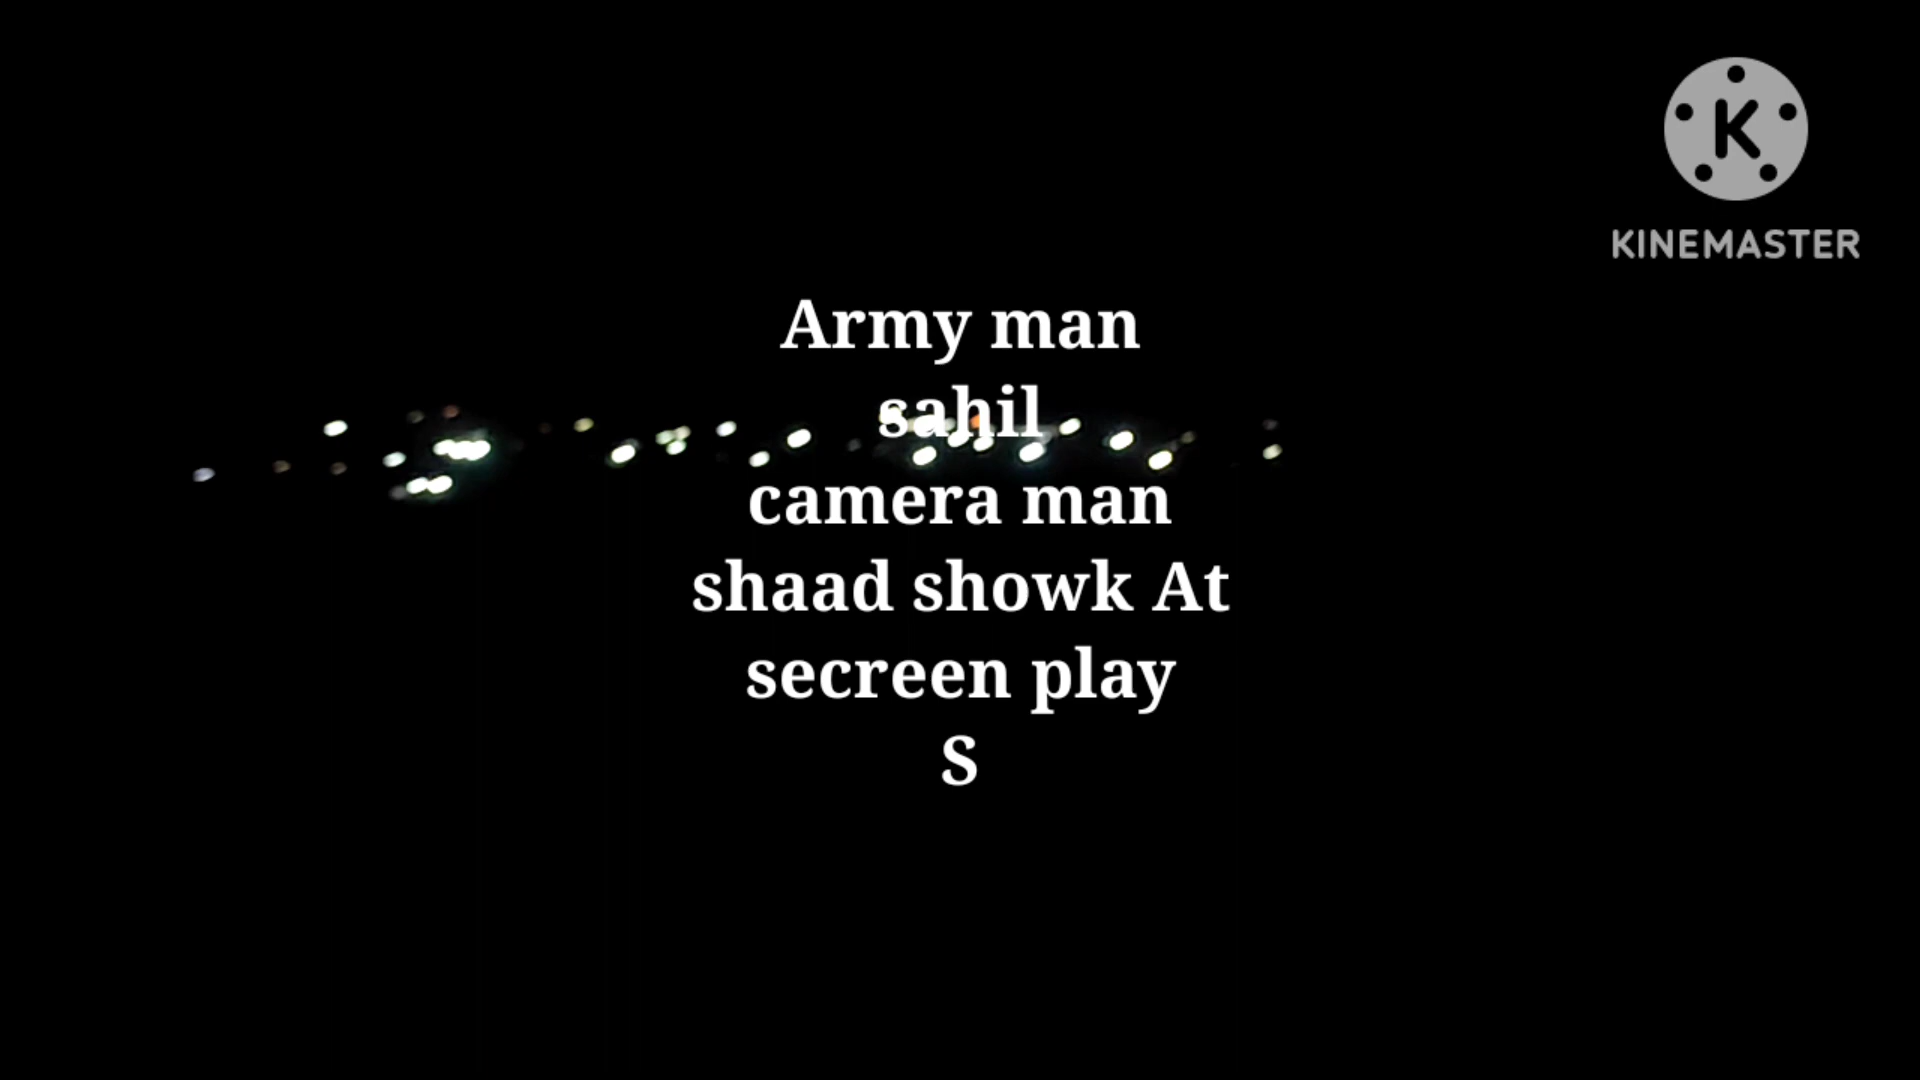 K
KINEMASTER
Army man
sahil
camera man
shaad showk At
secreen play
S